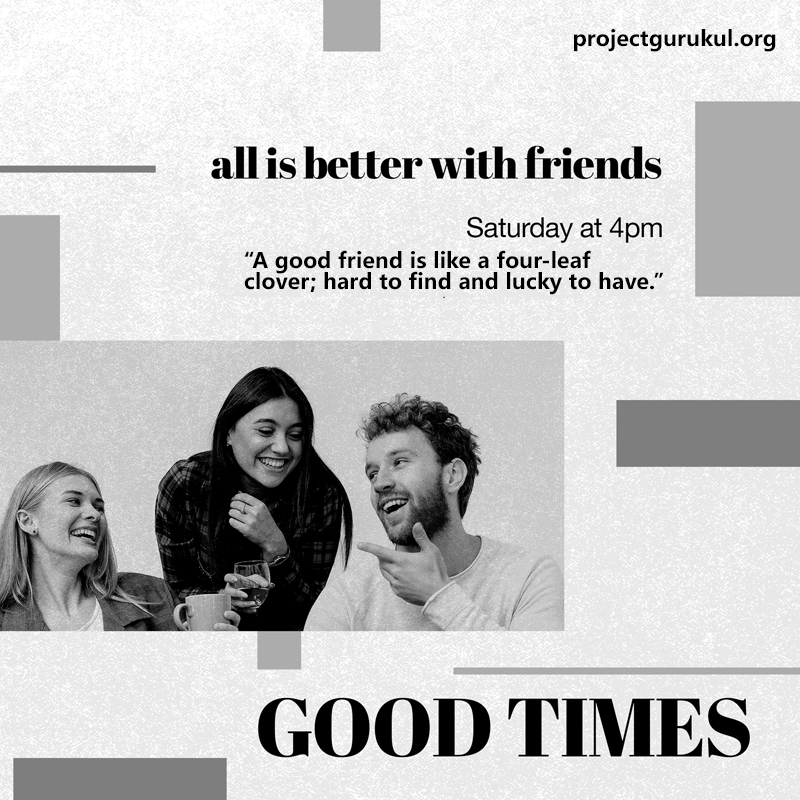 projectgurukul.org
all is better with friends
Saturday at 4pm
“A good friend is like a four-leaf
clover; hard to find and lucky to have.”
GOOD TIMES